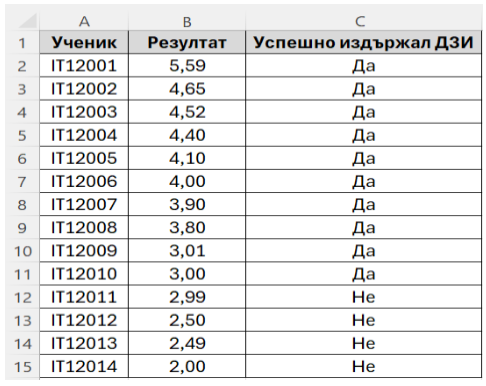 A B C
1 Ученик Резултат Успешно издържал ДЗИ
2 IT12001 5,59 Да
3 IT12002 4,65 Да
4 IT12003 4,52 Да
5 IT12004 4,40 Да
6 IT12005 4,10 Да
7 IT12006 4,00 Да
8 IT12007 3,90 Да
9 IT12008 3,80 Да
10 IT12009 3,01 Да
11 IT12010 3,00 Да
12 IT12011 2,99 Не
13 IT12012 2,50 Не
14 IT12013 2,49 Не
15 IT12014 2,00 Не